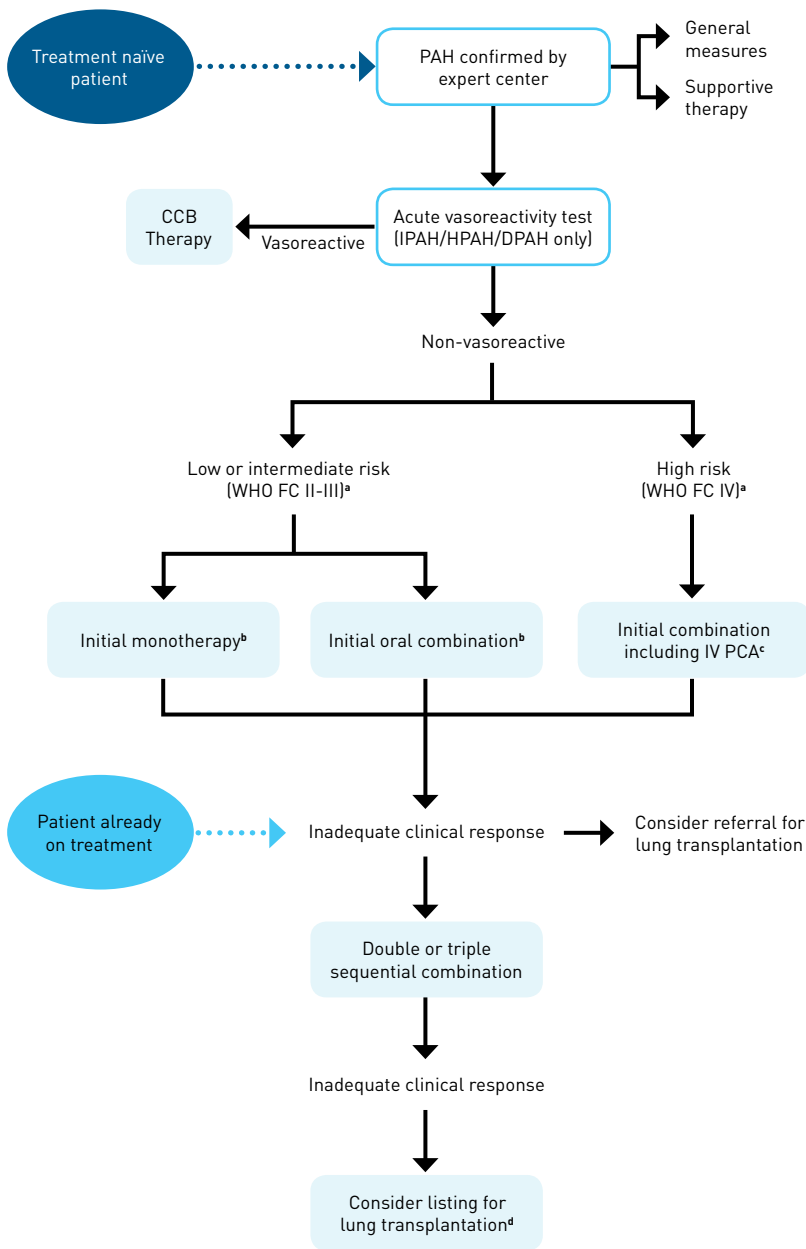 Treatment naïve
patient
PAH confirmed by
expert center
General
measures
Supportive
therapy
CCB
Therapy
Vasoreactive
Acute vasoreactivity test
(IPAH/HPAH/DPAH only)
Non-vasoreactive
Low or intermediate risk
(WHO FC II-III)ᵃ
High risk
(WHO FC IV)ᵃ
Initial monotherapyᵇ
Initial oral combinationᵇ
Initial combination
including IV PCAᶜ
Patient already
on treatment
Inadequate clinical response
Consider referral for
lung transplantation
Double or triple
sequential combination
Inadequate clinical response
Consider listing for
lung transplantationᵈ